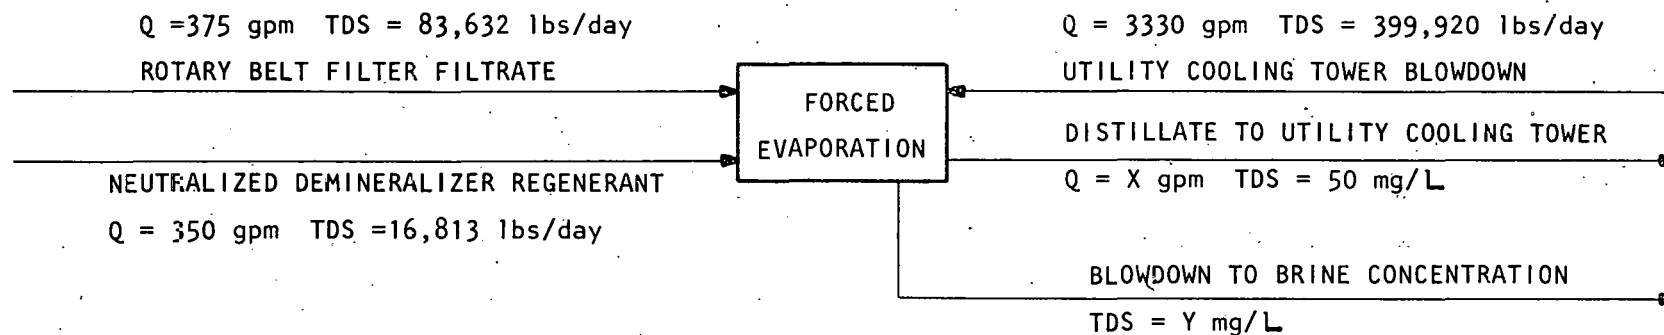 Q =375 gpm TDS = 83,632 lbs/day
ROTARY BELT FILTER FILTRATE
NEUTRALIZED DEMINERALIZER REGENERANT
Q = 350 gpm TDS =16,813 lbs/day
FORCED
EVAPORATION
Q = 3330 gpm TDS = 399,920 lbs/day
UTILITY COOLING TOWER BLOWDOWN
DISTILLATE TO UTILITY COOLING TOWER
Q = X gpm TDS = 50 mg/L
BLOWDOWN TO BRINE CONCENTRATION
TDS = Y mg/L